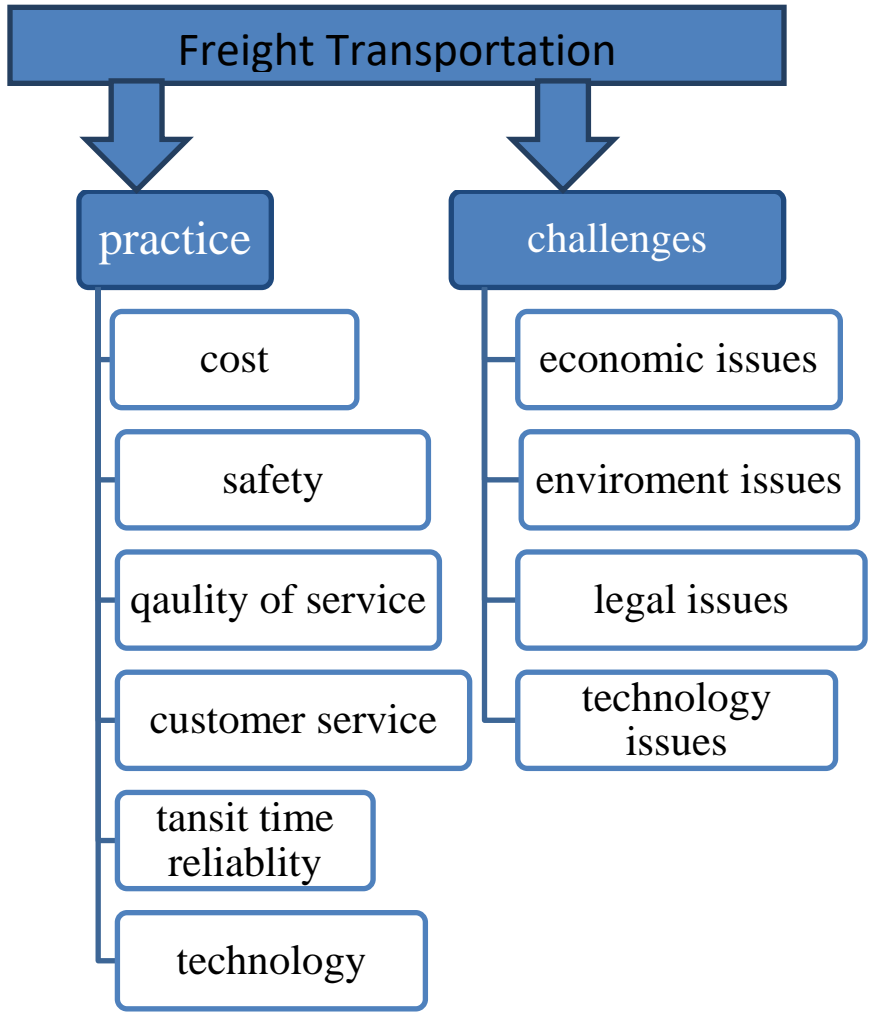 Freight Transportation
practice
cost
safety
qaulity of service
customer service
tansit time
reliablity
technology
challenges
economic issues
enviroment issues
legal issues
technology
issues